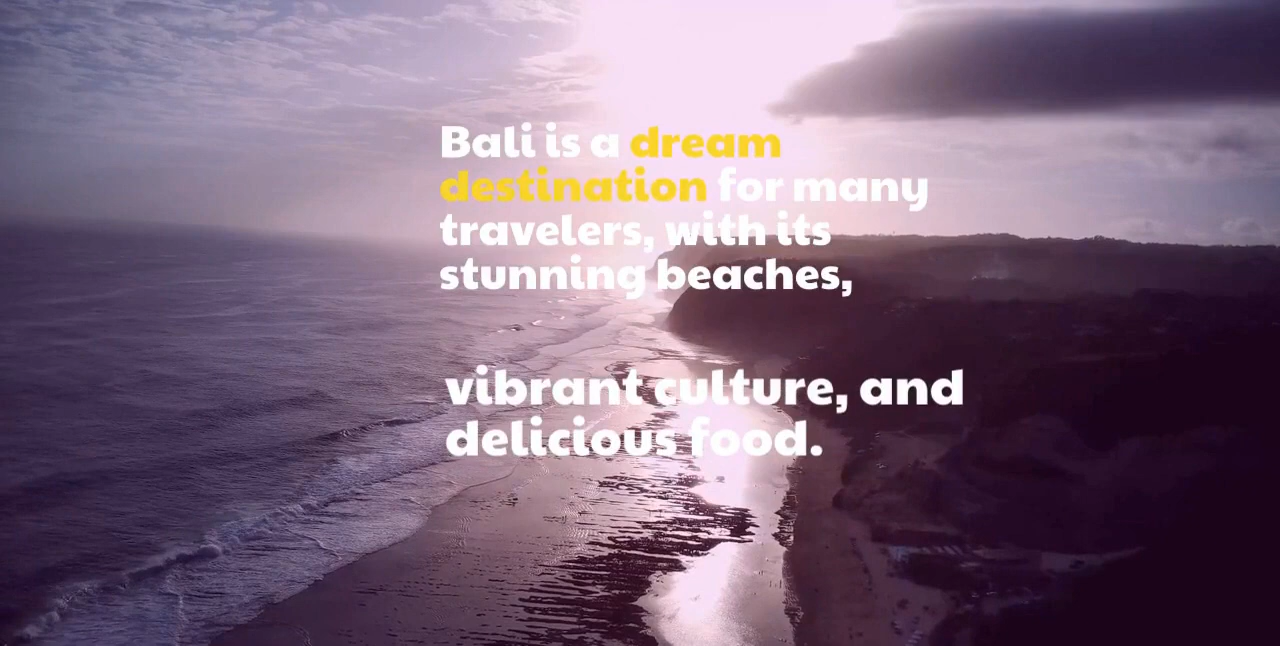 Bali is a dream
destination for many
travelers, with its
stunning beaches,
vibrant culture, and
delicious food.